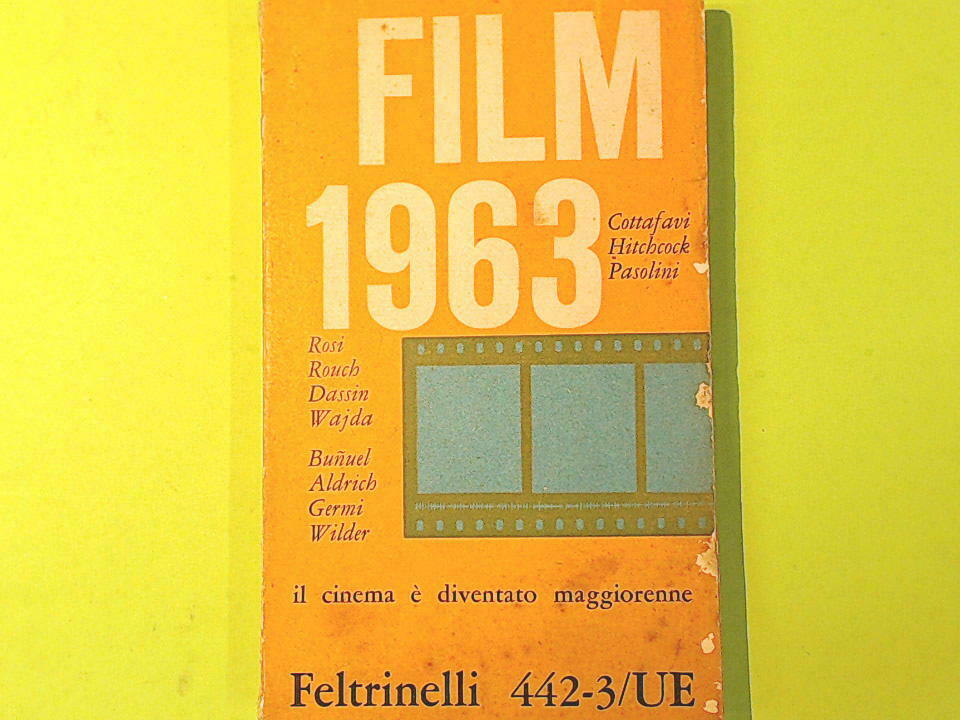 FILM
1963
Cottafavi
Hitchcock
Pasolini
Rosi
Rouch
Dassin
Wajda
Buñuel
Aldrich
Germi
Wilder
il cinema è diventato maggiorenne
Feltrinelli 442-3/UE